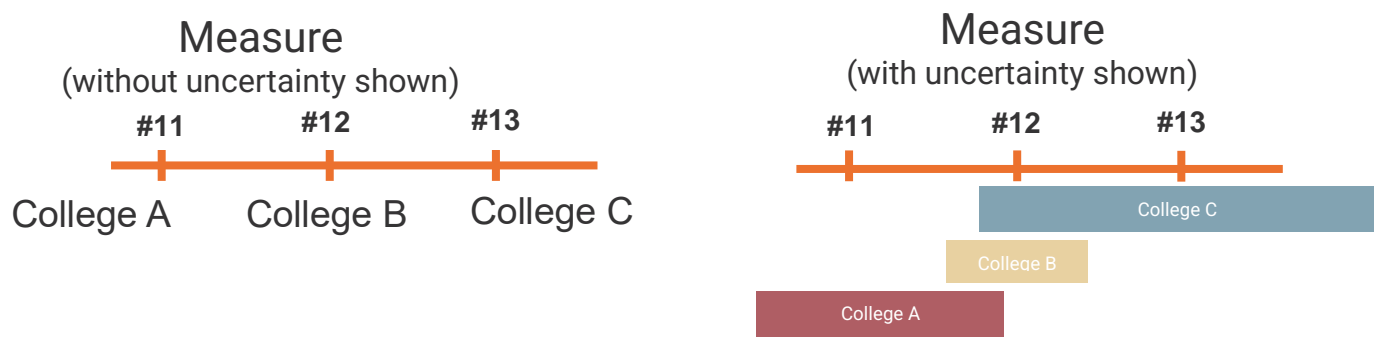 Measure
(without uncertainty shown)
#11 #12 #13
College A College B College C
Measure
(with uncertainty shown)
#11 #12 #13
College C
College B
College A